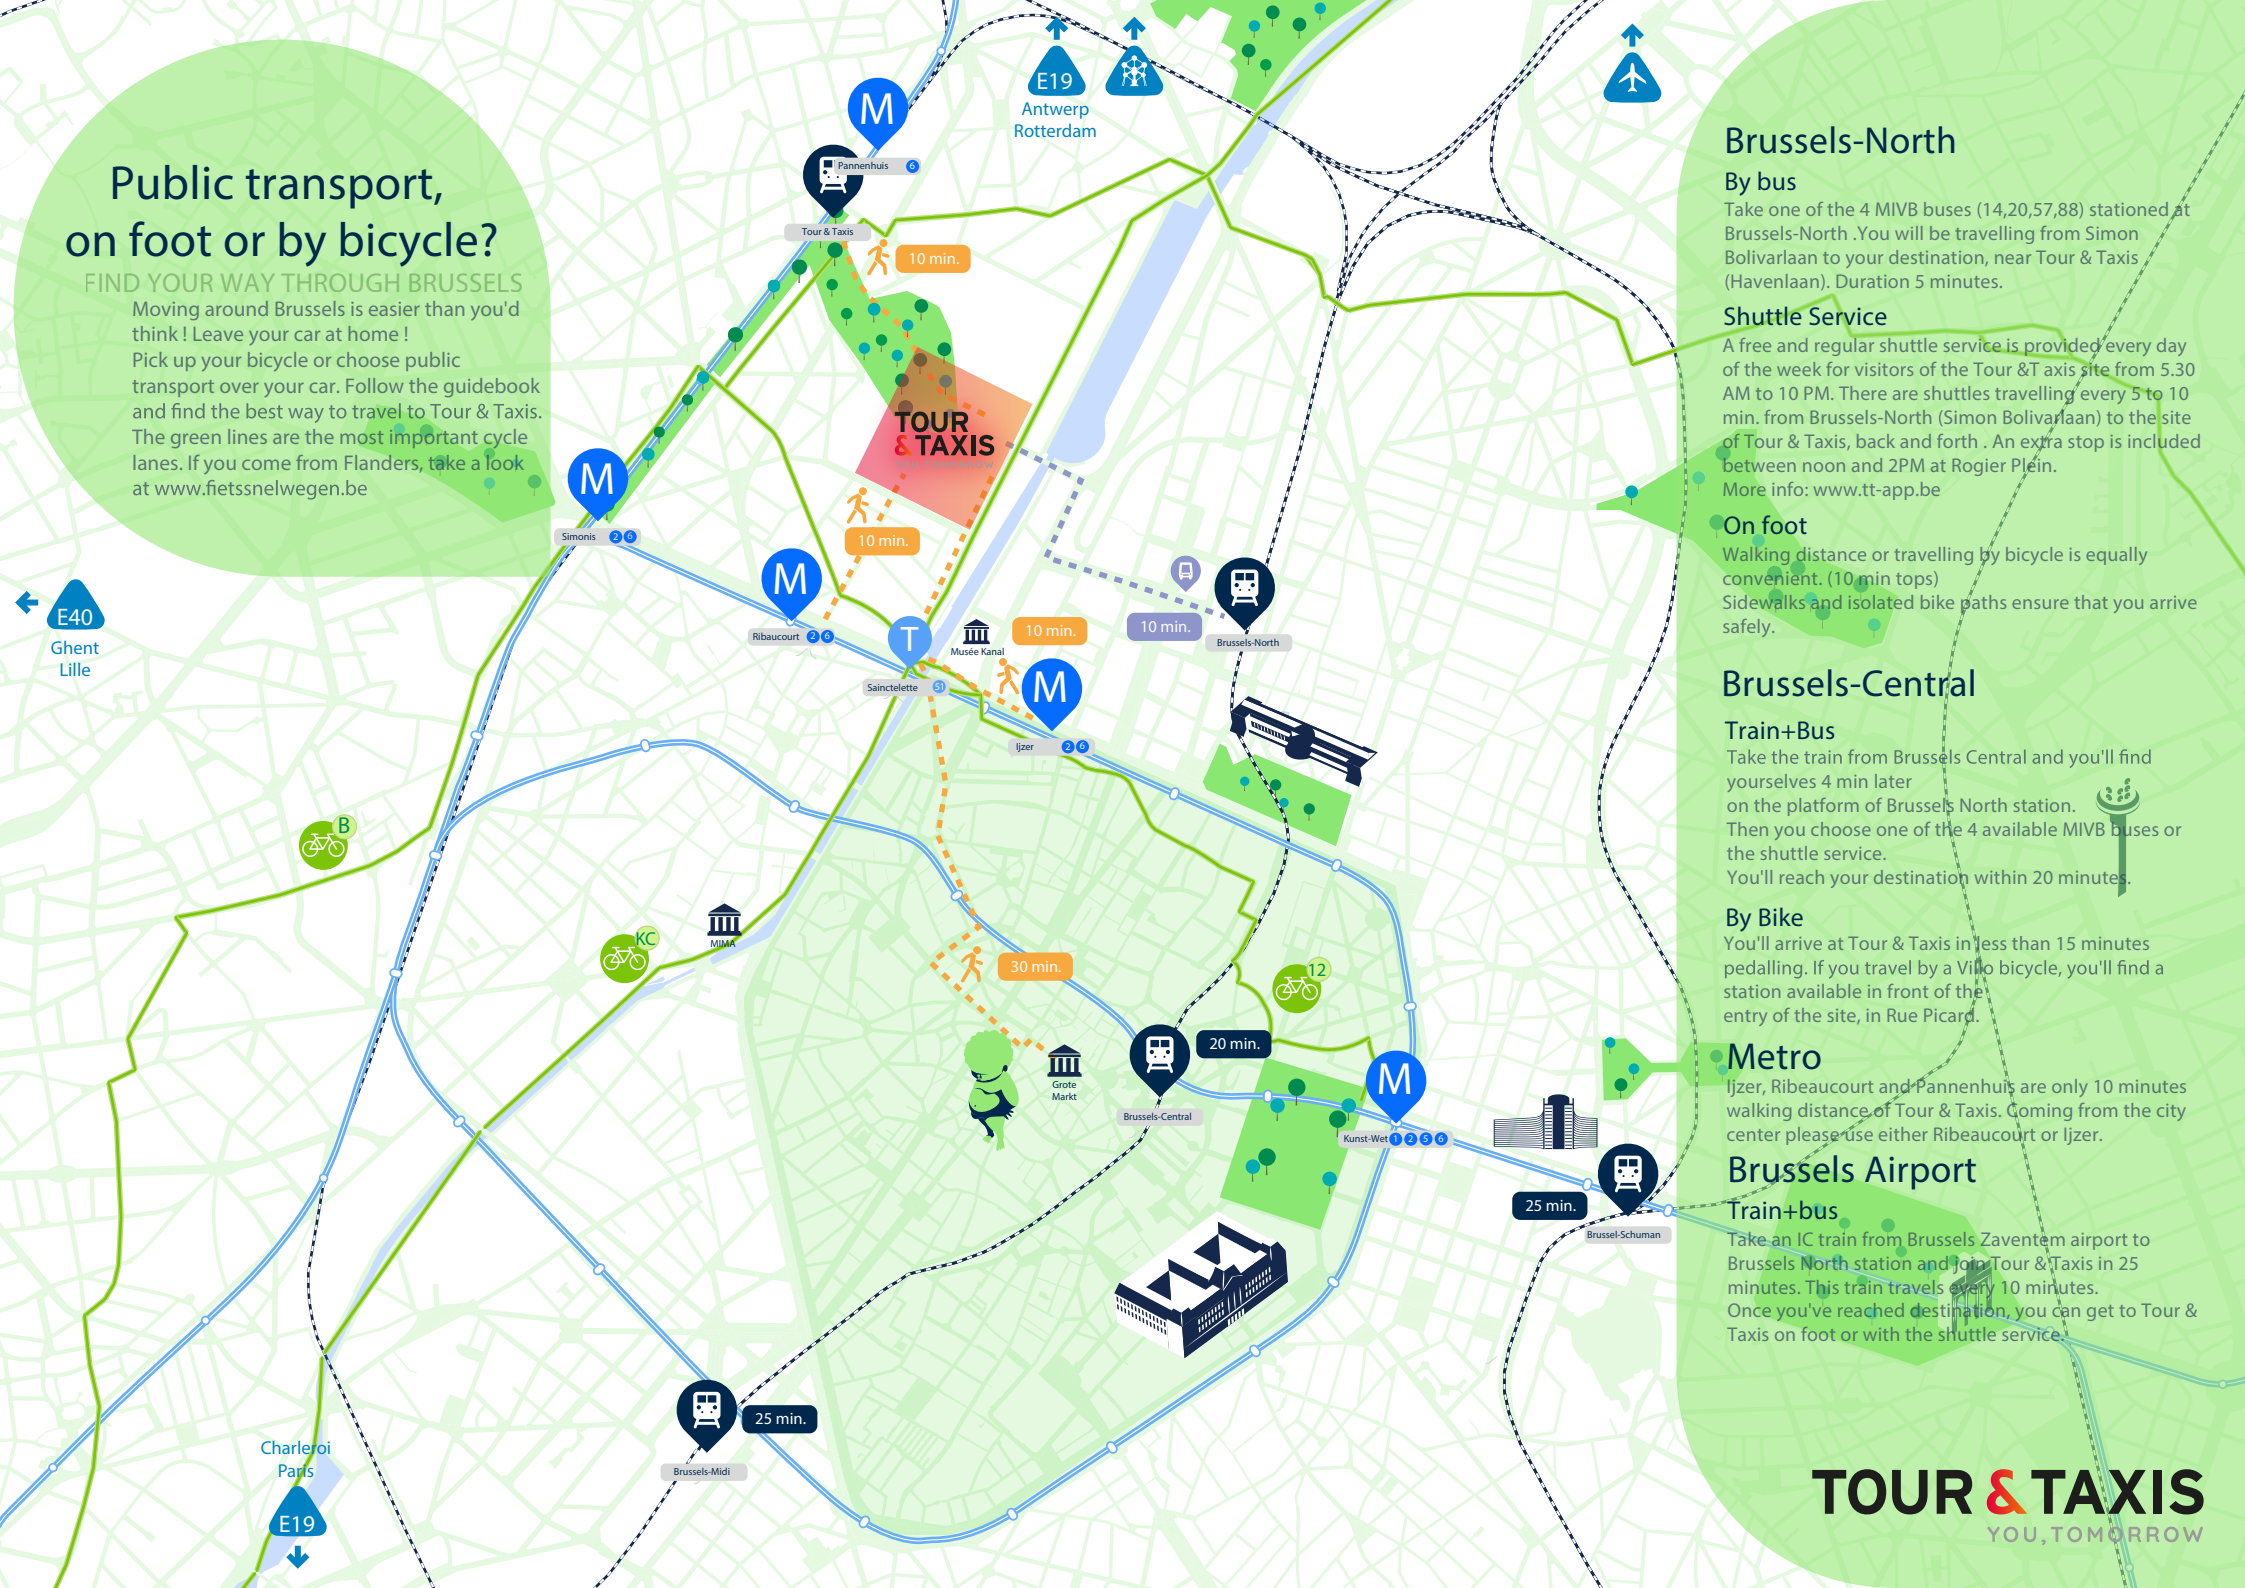 Public transport,
on foot or by bicycle?
FIND YOUR WAY THROUGH BRUSSELS
Moving around Brussels is easier than you'd
think ! Leave your car at home !
Pick up your bicycle or choose public
transport over your car. Follow the guidebook
and find the best way to travel to Tour & Taxis.
The green lines are the most important cycle
lanes. If you come from Flanders, take a look
at www.fietssnelwegen.be
E19
Antwerp
Rotterdam
M
Pannenhuis 6
Tour & Taxis
10 min.
TOUR
& TAXIS
YOU, TOMORROW
M
Simonis 2 6
10 min.
M
Ribaucourt 2 6
T
Sainctelette 51
Musée Kanal
10 min.
M
Ijzer 2 6
10 min.
Brussels-North
E40
Ghent
Lille
B
KC
MIMA
30 min.
12
Grote
Markt
20 min.
Brussels-Central
M
Kunst-Wet 1 2 5 6
25 min.
Brussel-Schuman
25 min.
Brussels-Midi
Charleroi
Paris
E19
Brussels-North
By bus
Take one of the 4 MIVB buses (14,20,57,88) stationed at
Brussels-North .You will be travelling from Simon
Bolivarlaan to your destination, near Tour & Taxis
(Havenlaan). Duration 5 minutes.
Shuttle Service
A free and regular shuttle service is provided every day
of the week for visitors of the Tour &T axis site from 5.30
AM to 10 PM. There are shuttles travelling every 5 to 10
min. from Brussels-North (Simon Bolivarlaan) to the site
of Tour & Taxis, back and forth . An extra stop is included
between noon and 2PM at Rogier Plein.
More info: www.tt-app.be
On foot
Walking distance or travelling by bicycle is equally
convenient. (10 min tops)
Sidewalks and isolated bike paths ensure that you arrive
safely.
Brussels-Central
Train+Bus
Take the train from Brussels Central and you'll find
yourselves 4 min later
on the platform of Brussels North station.
Then you choose one of the 4 available MIVB buses or
the shuttle service.
You'll reach your destination within 20 minutes.
By Bike
You'll arrive at Tour & Taxis in less than 15 minutes
pedalling. If you travel by a Villo bicycle, you'll find a
station available in front of the
entry of the site, in Rue Picard.
Metro
Ijzer, Ribeaucourt and Pannenhuis are only 10 minutes
walking distance of Tour & Taxis. Coming from the city
center please use either Ribeaucourt or Ijzer.
Brussels Airport
Train+bus
Take an IC train from Brussels Zaventem airport to
Brussels North station and join Tour & Taxis in 25
minutes. This train travels every 10 minutes.
Once you've reached destination, you can get to Tour &
Taxis on foot or with the shuttle service.
TOUR & TAXIS
YOU, TOMORROW